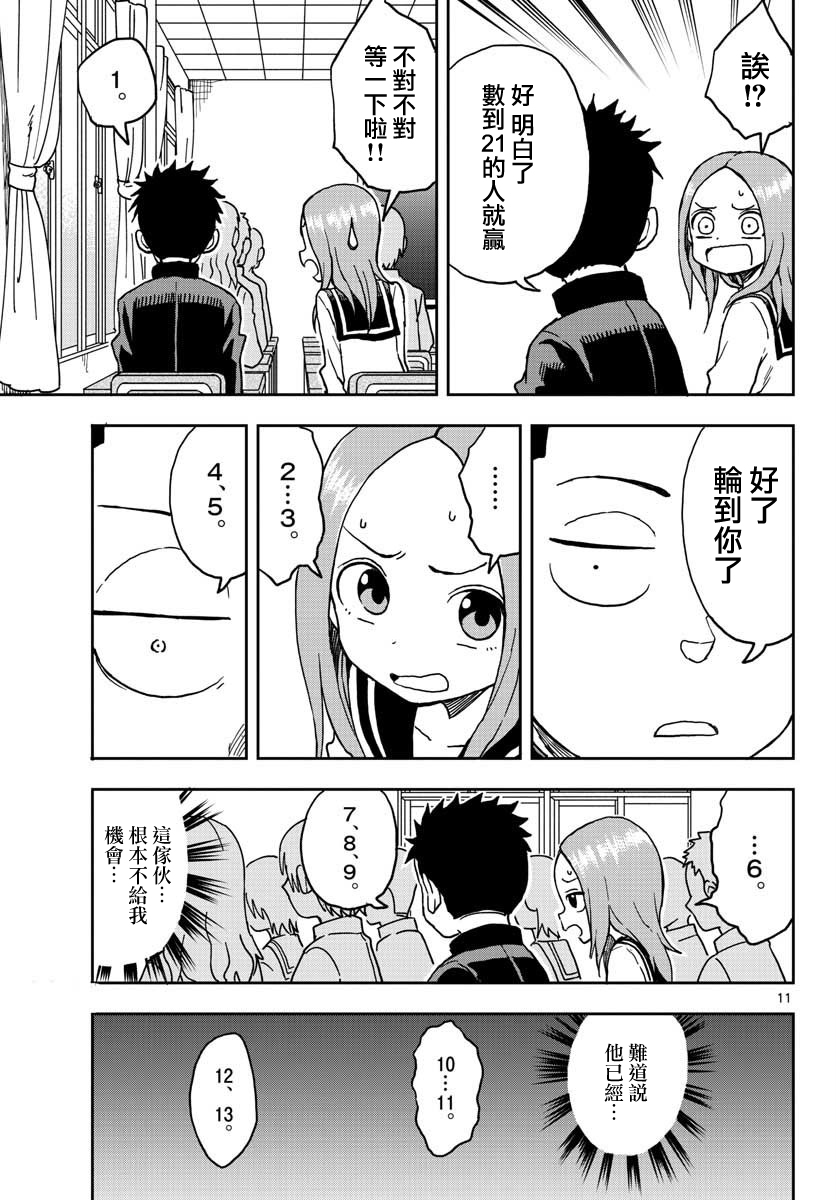 誒!?
好 明白了
數到21的人就贏
不對不對
等一下啦!!
1。
好了
輪到你了
……
2…3。
4、
5。
…6。
7、
8、
9。
這傢伙…
根本不給我
機會…
11
難道說
他已經…
10
…
11。
12、
13。